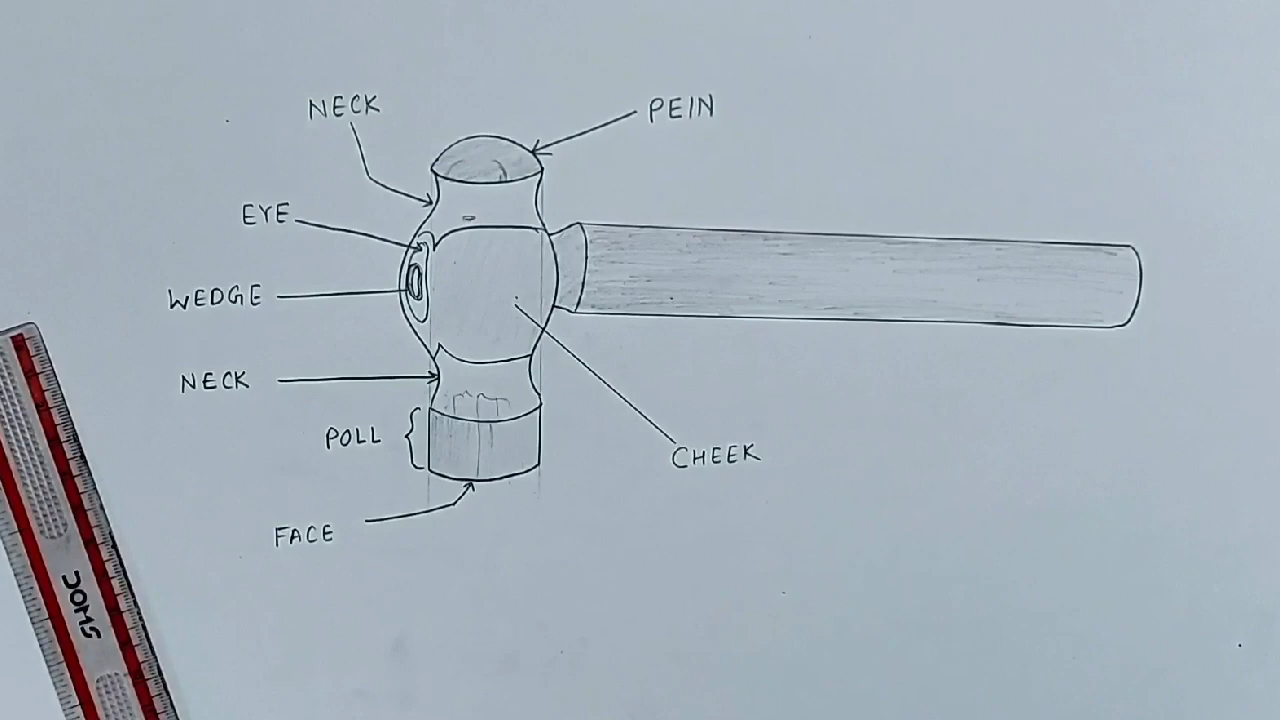 NECK
PEIN
EYE
WEDGE
NECK
POLL
CHEEK
FACE
DOMS